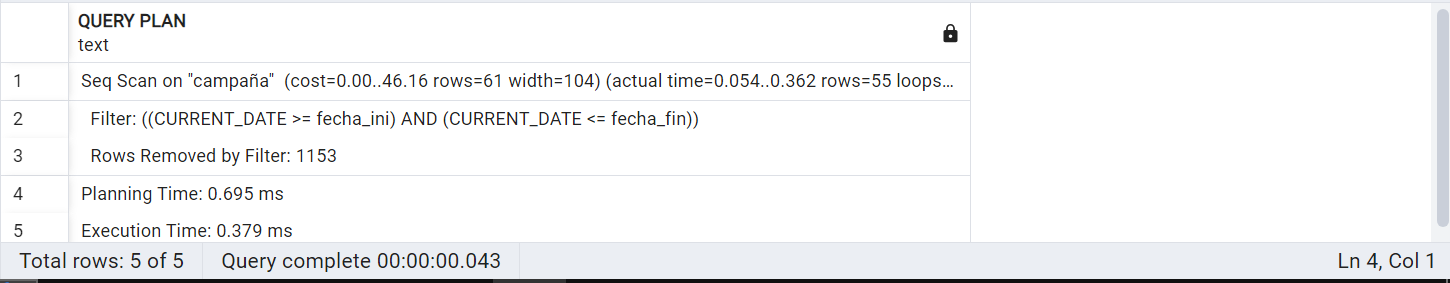 QUERY PLAN
text
1 Seq Scan on "campaña" (cost=0.00..46.16 rows=61 width=104) (actual time=0.054..0.362 rows=55 loops...
2 Filter: ((CURRENT_DATE >= fecha_ini) AND (CURRENT_DATE <= fecha_fin))
3 Rows Removed by Filter: 1153
4 Planning Time: 0.695 ms
5 Execution Time: 0.379 ms
Total rows: 5 of 5 Query complete 00:00:00.043 Ln 4, Col 1